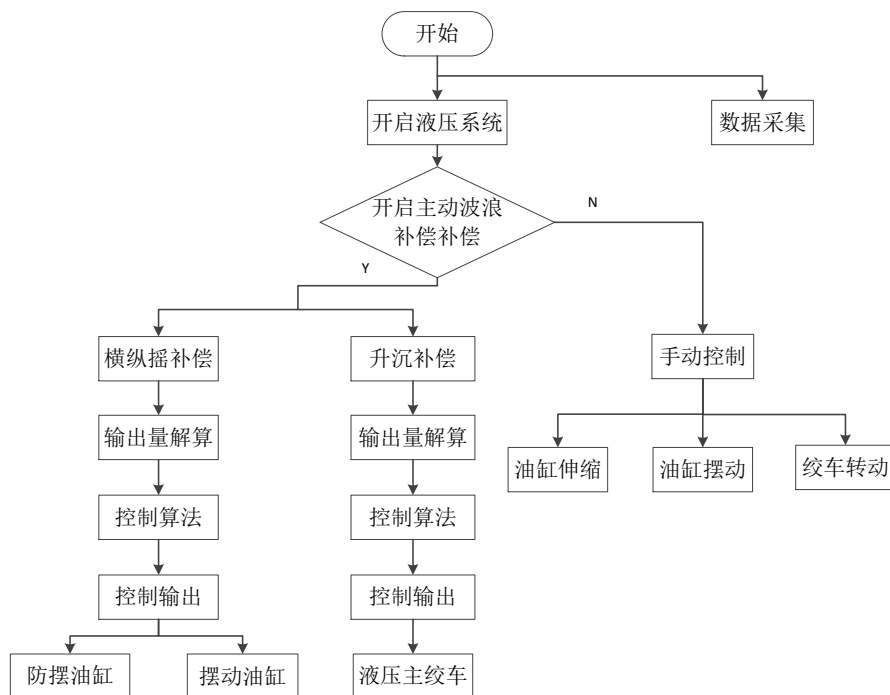 开始
开启液压系统
数据采集
开启主动波浪
补偿补偿
N
Y
横纵摇补偿
升沉补偿
手动控制
输出量解算
输出量解算
油缸伸缩
油缸摆动
绞车转动
控制算法
控制算法
控制输出
控制输出
防摆油缸
摆动油缸
液压主绞车